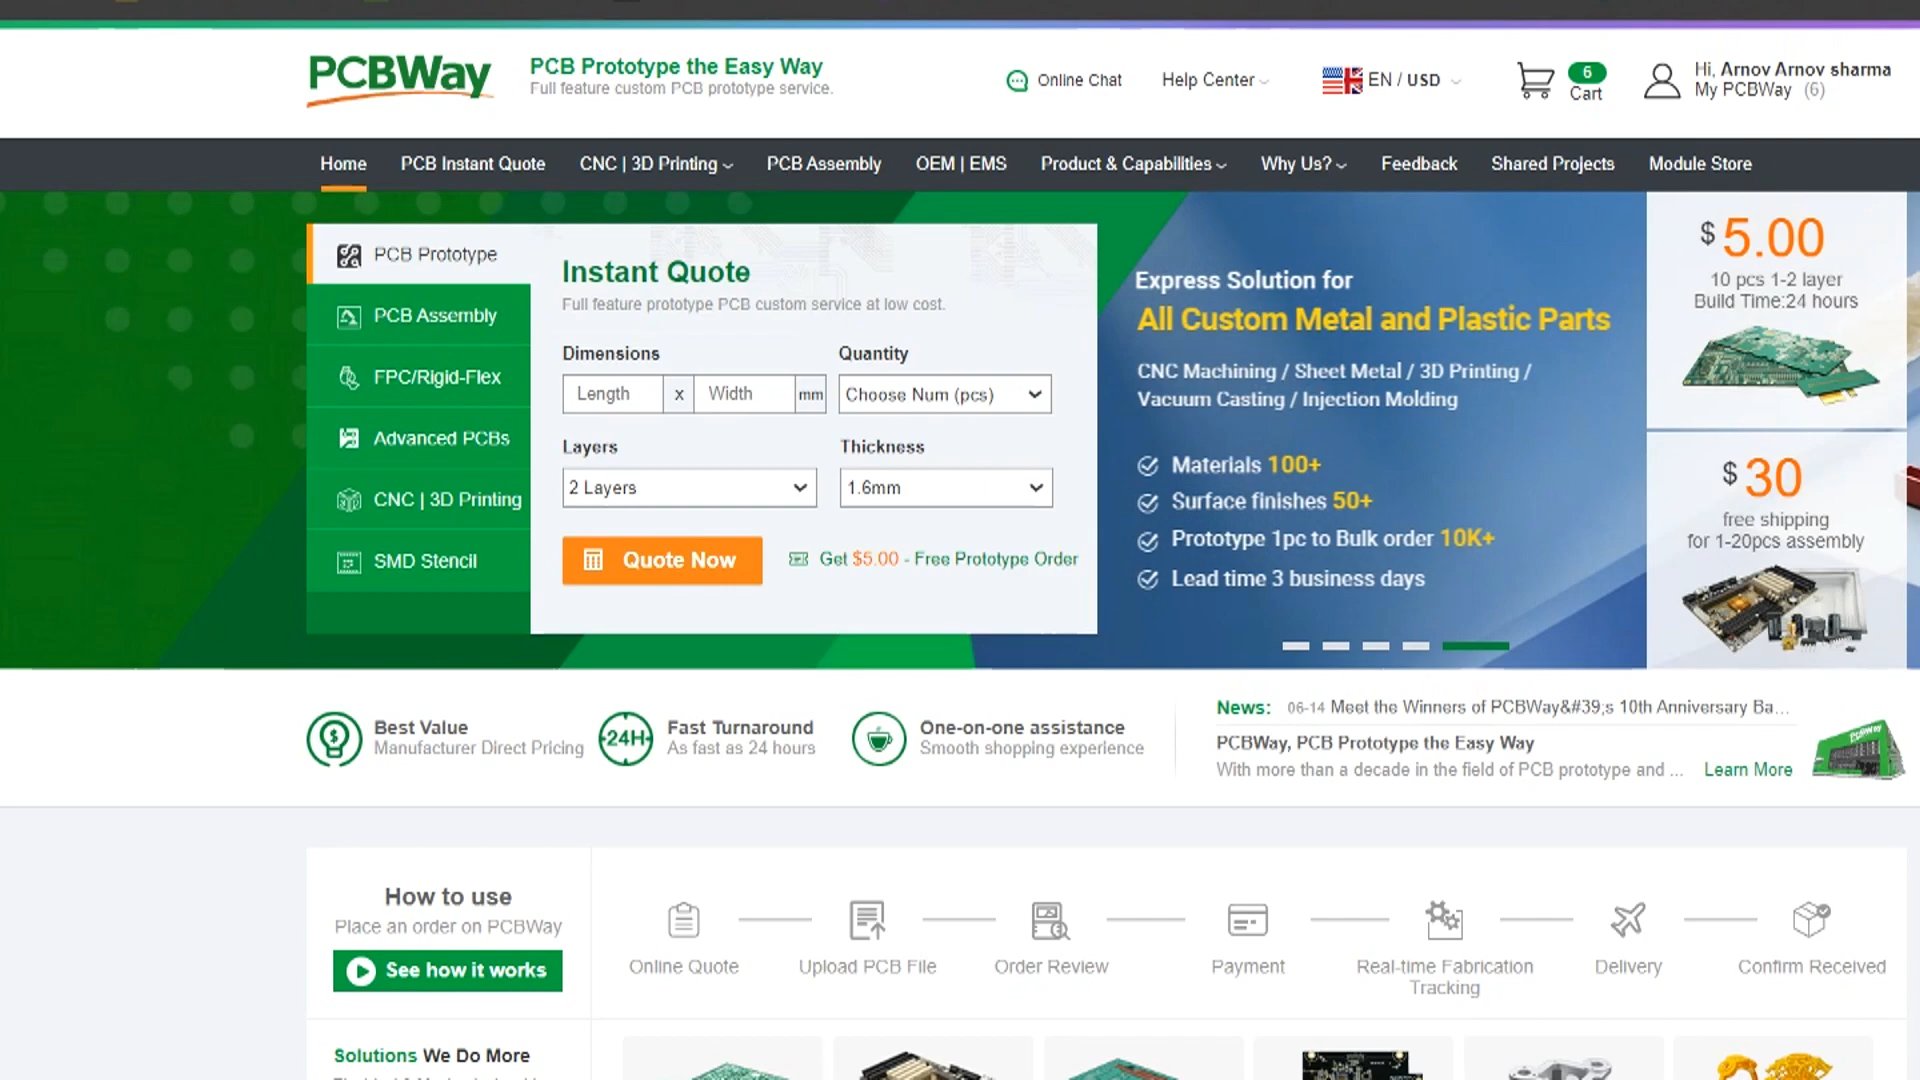 PCBWay
PCB Prototype the Easy Way
Full feature custom PCB prototype service.
Online Chat
Help Center
EN / USD
6
Cart
Hi, Arnov Arnov sharma
My PCBWay (6)
Home
PCB Instant Quote
CNC | 3D Printing
PCB Assembly
OEM | EMS
Product & Capabilities
Why Us?
Feedback
Shared Projects
Module Store
PCB Prototype
PCB Assembly
FPC/Rigid-Flex
Advanced PCBs
CNC | 3D Printing
SMD Stencil
Instant Quote
Full feature prototype PCB custom service at low cost.
Dimensions
Quantity
Length x Width mm
Choose Num (pcs)
Layers
Thickness
2 Layers
1.6mm
Quote Now
Get $5.00 - Free Prototype Order
Express Solution for
All Custom Metal and Plastic Parts
CNC Machining / Sheet Metal / 3D Printing /
Vacuum Casting / Injection Molding
Materials 100+
Surface finishes 50+
Prototype 1pc to Bulk order 10K+
Lead time 3 business days
$ 5.00
10 pcs 1-2 layer
Build Time:24 hours
$ 30
free shipping
for 1-20pcs assembly
Best Value
Manufacturer Direct Pricing
24H
Fast Turnaround
As fast as 24 hours
One-on-one assistance
Smooth shopping experience
News: 06-14 Meet the Winners of PCBWay&#39;s 10th Anniversary Ba...
PCBWay, PCB Prototype the Easy Way
With more than a decade in the field of PCB prototype and ... Learn More
PCBWay
How to use
Place an order on PCBWay
See how it works
Online Quote
Upload PCB File
Order Review
Payment
Real-time Fabrication
Tracking
Delivery
Confirm Received
Solutions We Do More